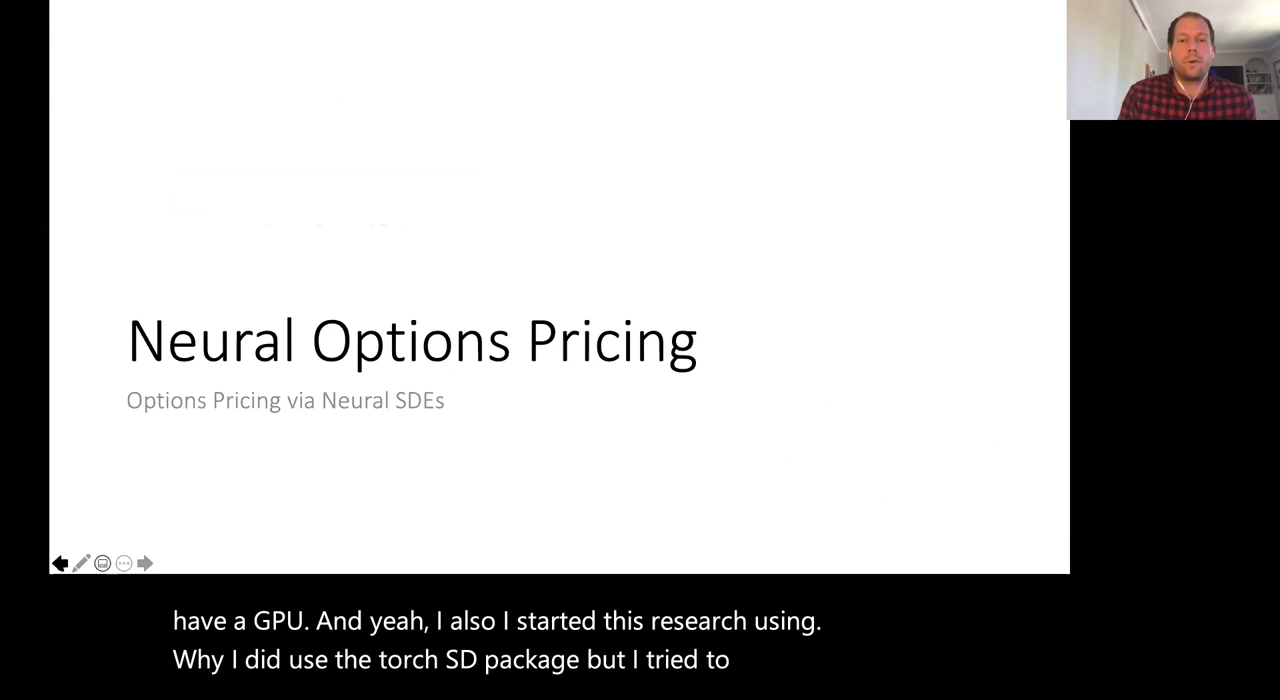 Neural Options Pricing
Options Pricing via Neural SDEs
have a GPU. And yeah, I also I started this research using.
Why I did use the torch SD package but I tried to